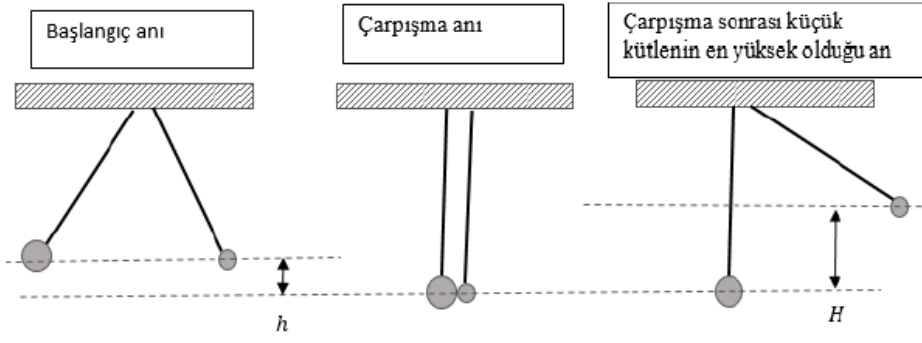 Başlangıç anı
Çarpışma anı
Çarpışma sonrası küçük
kütlenin en yüksek olduğu an
h
H